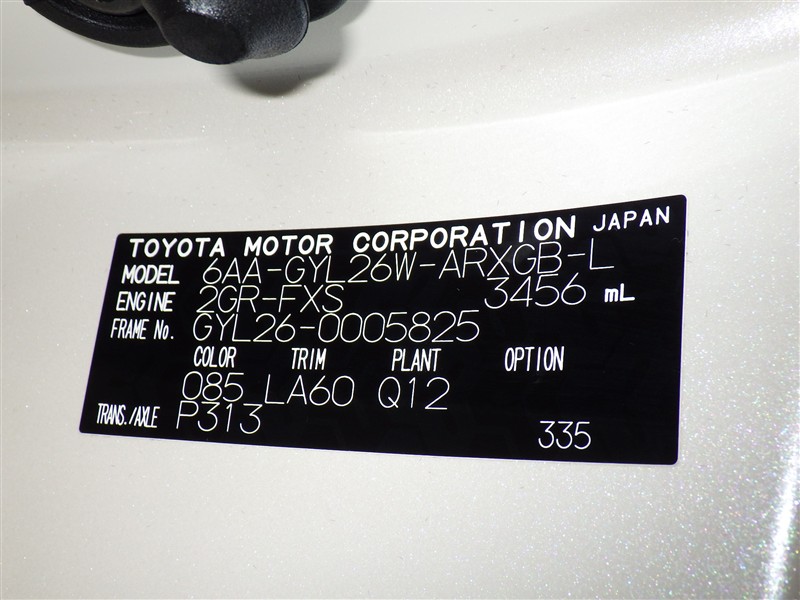 TOYOTA MOTOR CORPORATION JAPAN
MODEL 6AA-GYL26W-ARXGB-L
ENGINE 2GR-FXS 3456 mL
FRAME No. GYL26-0005825
COLOR TRIM PLANT OPTION
085 LA60 Q12
TRANS./AXLE P313 335